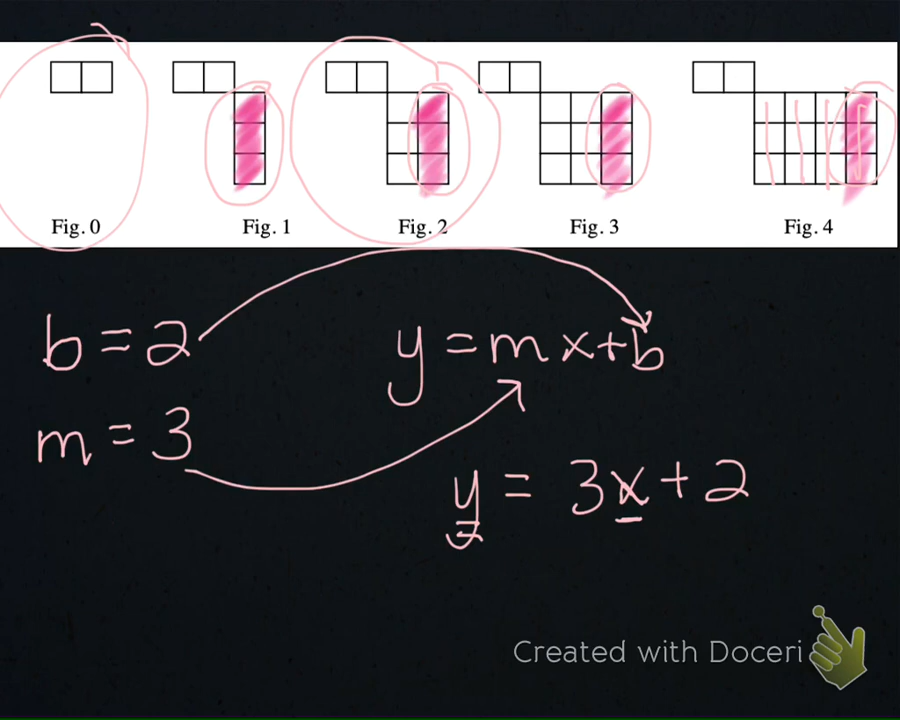 Fig. 0 Fig. 1 Fig. 2 Fig. 3 Fig. 4
b = 2 y = mx+b
m = 3
y = 3x+2
Created with Doceri